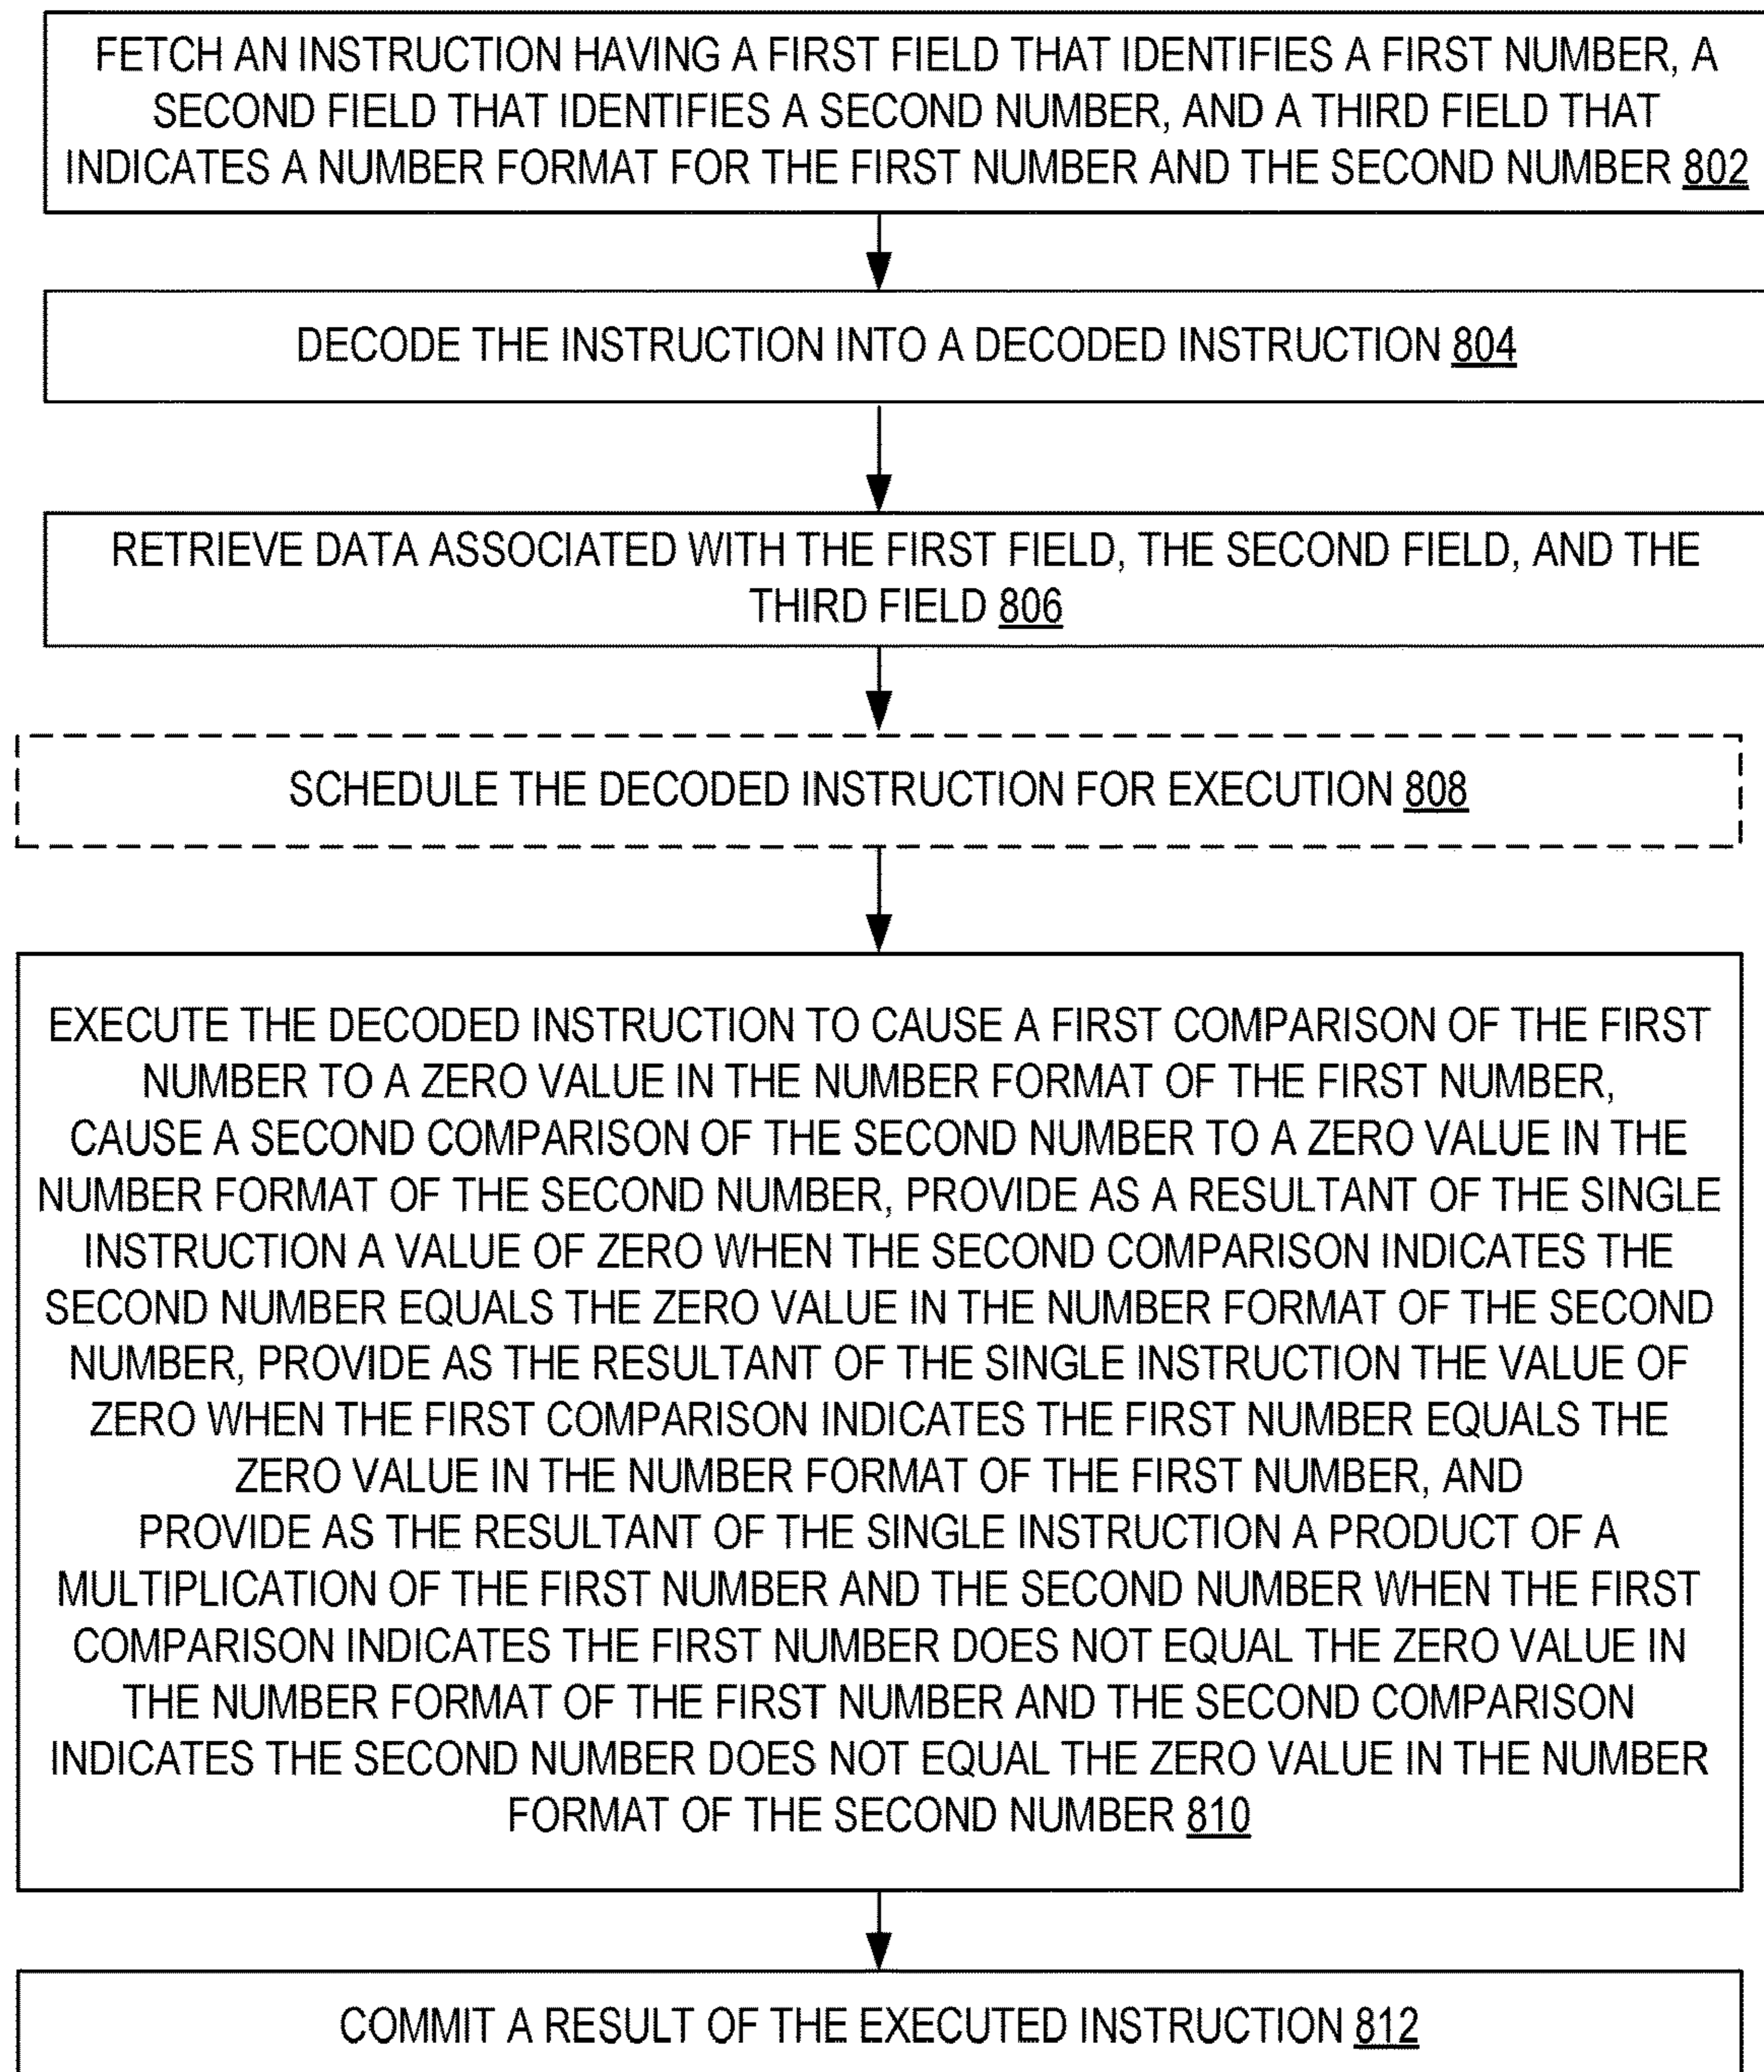 FETCH AN INSTRUCTION HAVING A FIRST FIELD THAT IDENTIFIES A FIRST NUMBER, A
SECOND FIELD THAT IDENTIFIES A SECOND NUMBER, AND A THIRD FIELD THAT
INDICATES A NUMBER FORMAT FOR THE FIRST NUMBER AND THE SECOND NUMBER 802
DECODE THE INSTRUCTION INTO A DECODED INSTRUCTION 804
RETRIEVE DATA ASSOCIATED WITH THE FIRST FIELD, THE SECOND FIELD, AND THE
THIRD FIELD 806
SCHEDULE THE DECODED INSTRUCTION FOR EXECUTION 808
EXECUTE THE DECODED INSTRUCTION TO CAUSE A FIRST COMPARISON OF THE FIRST
NUMBER TO A ZERO VALUE IN THE NUMBER FORMAT OF THE FIRST NUMBER,
CAUSE A SECOND COMPARISON OF THE SECOND NUMBER TO A ZERO VALUE IN THE
NUMBER FORMAT OF THE SECOND NUMBER, PROVIDE AS A RESULTANT OF THE SINGLE
INSTRUCTION A VALUE OF ZERO WHEN THE SECOND COMPARISON INDICATES THE
SECOND NUMBER EQUALS THE ZERO VALUE IN THE NUMBER FORMAT OF THE SECOND
NUMBER, PROVIDE AS THE RESULTANT OF THE SINGLE INSTRUCTION THE VALUE OF
ZERO WHEN THE FIRST COMPARISON INDICATES THE FIRST NUMBER EQUALS THE
ZERO VALUE IN THE NUMBER FORMAT OF THE FIRST NUMBER, AND
PROVIDE AS THE RESULTANT OF THE SINGLE INSTRUCTION A PRODUCT OF A
MULTIPLICATION OF THE FIRST NUMBER AND THE SECOND NUMBER WHEN THE FIRST
COMPARISON INDICATES THE FIRST NUMBER DOES NOT EQUAL THE ZERO VALUE IN
THE NUMBER FORMAT OF THE FIRST NUMBER AND THE SECOND COMPARISON
INDICATES THE SECOND NUMBER DOES NOT EQUAL THE ZERO VALUE IN THE NUMBER
FORMAT OF THE SECOND NUMBER 810
COMMIT A RESULT OF THE EXECUTED INSTRUCTION 812